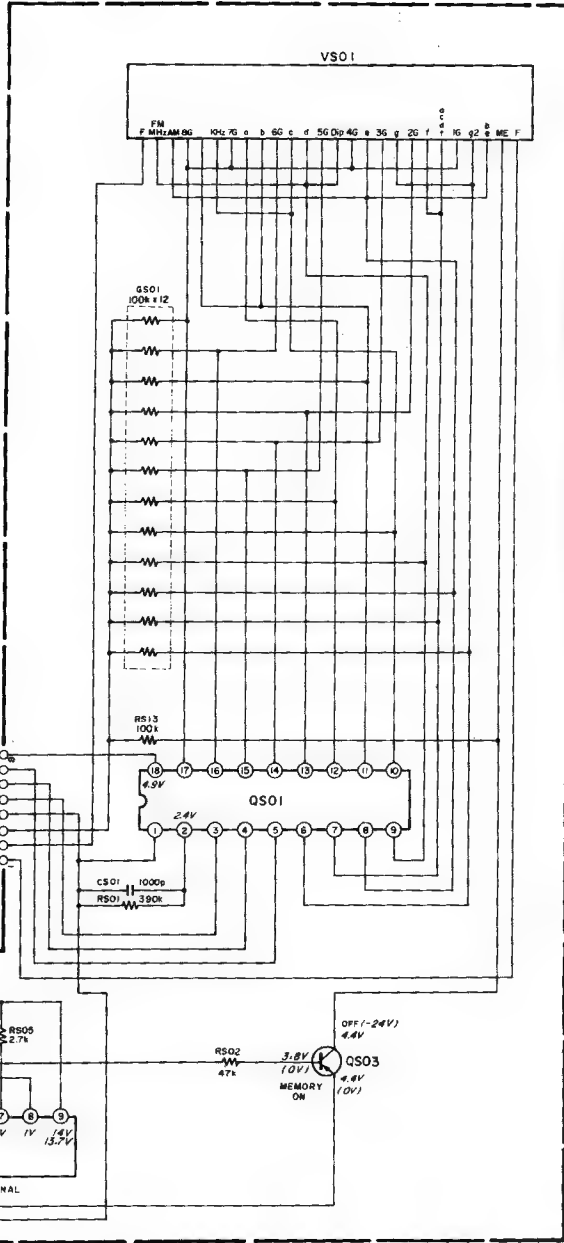 VS01
F FM MHz AM 8G KHz 7G a b 6G c d 5G Dip 4G e 3G g 2G f acdf 1G g2 be ME F
GS01
100k x 12
RS13
100k
18 17 16 15 14 13 12 11 10
4.9V
QS01
2.4V
1 2 3 4 5 6 7 8 9
CS01 1000p
RS01 390k
RS05
2.7k
RS02
47k
OFF (-24V)
4.4V
3.8V
(0V)
QS03
MEMORY
ON
4.4V
(0V)
7 8 9
V 1V 14V
13.7V
NAL